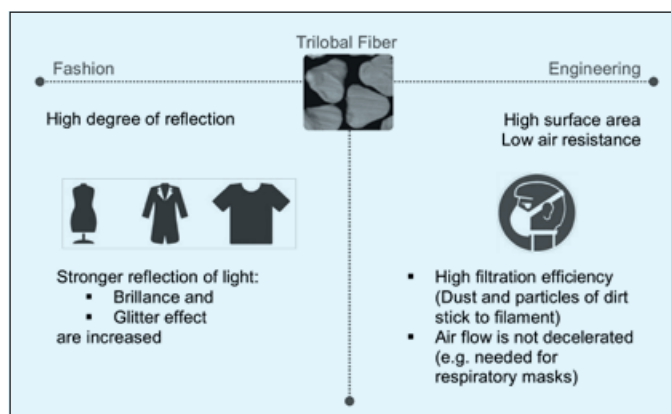 Trilobal Fiber
Fashion
Engineering
High degree of reflection
High surface area
Low air resistance
Stronger reflection of light:
▪ Brillance and
▪ Glitter effect
are increased
▪ High filtration efficiency
(Dust and particles of dirt
stick to filament)
▪ Air flow is not decelerated
(e.g. needed for
respiratory masks)